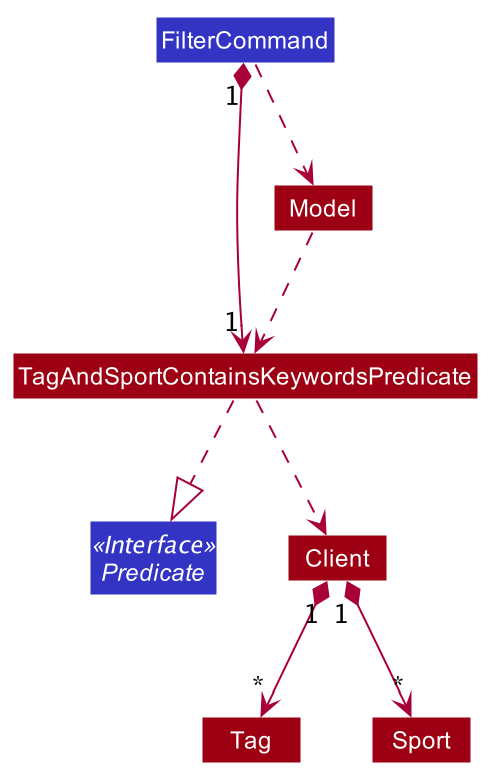 FilterCommand
1
Model
1
TagAndSportContainsKeywordsPredicate
«Interface»
Predicate
Client
1 1
* *
Tag
Sport